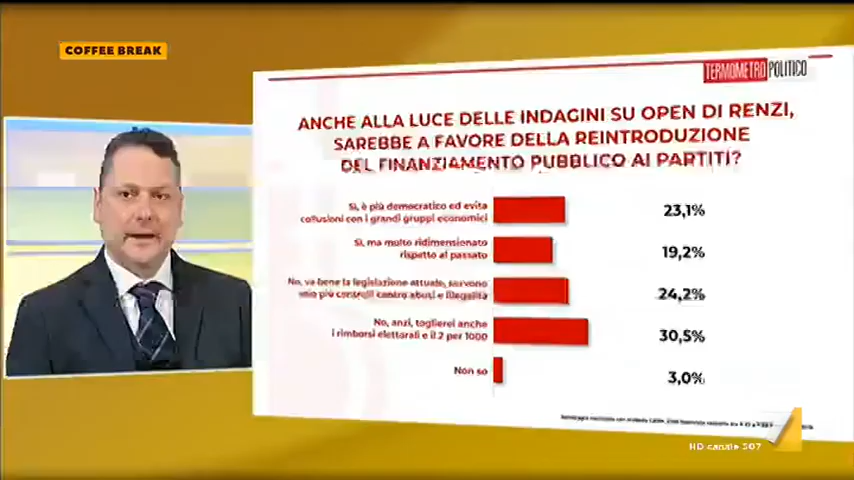 COFFEE BREAK
TERMOMETRO POLITICO
ANCHE ALLA LUCE DELLE INDAGINI SU OPEN DI RENZI,
SAREBBE A FAVORE DELLA REINTRODUZIONE
DEL FINANZIAMENTO PUBBLICO AI PARTITI?
Sì, è più democratico ed evita
collusioni con i grandi gruppi economici
23,1%
Sì, ma molto ridimensionato
rispetto al passato
19,2%
No, va bene la legislazione attuale, servono
solo più controlli contro abusi e illegalità
24,2%
No, anzi, toglierei anche
i rimborsi elettorali e il 2 per 1000
30,5%
Non so
3,0%
HD canale 507